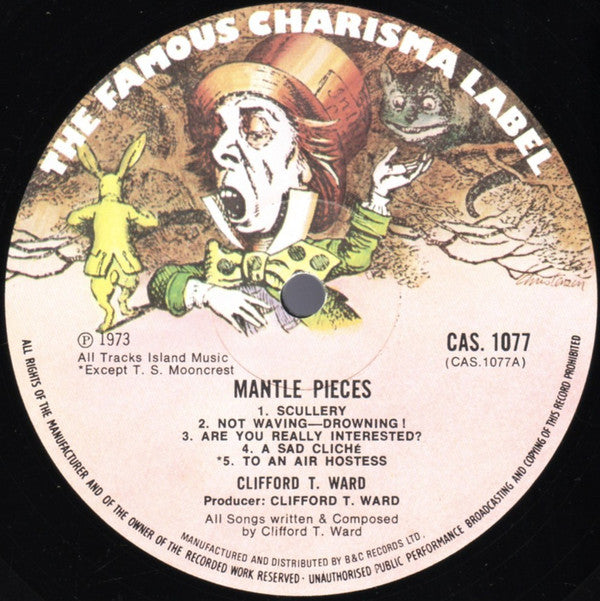 THE FAMOUS CHARISMA LABEL
℗ 1973
All Tracks Island Music
*Except T. S. Mooncrest
CAS. 1077
(CAS.1077A)
MANTLE PIECES
1. SCULLERY
2. NOT WAVING—DROWNING!
3. ARE YOU REALLY INTERESTED?
4. A SAD CLICHé
*5. TO AN AIR HOSTESS
CLIFFORD T. WARD
Producer: CLIFFORD T. WARD
All Songs written & Composed
by Clifford T. Ward
MANUFACTURED AND DISTRIBUTED BY B&C RECORDS LTD.
ALL RIGHTS OF THE MANUFACTURER AND OF THE OWNER OF THE RECORDED WORK RESERVED - UNAUTHORISED PUBLIC PERFORMANCE BROADCASTING AND COPYING OF THIS RECORD PROHIBITED